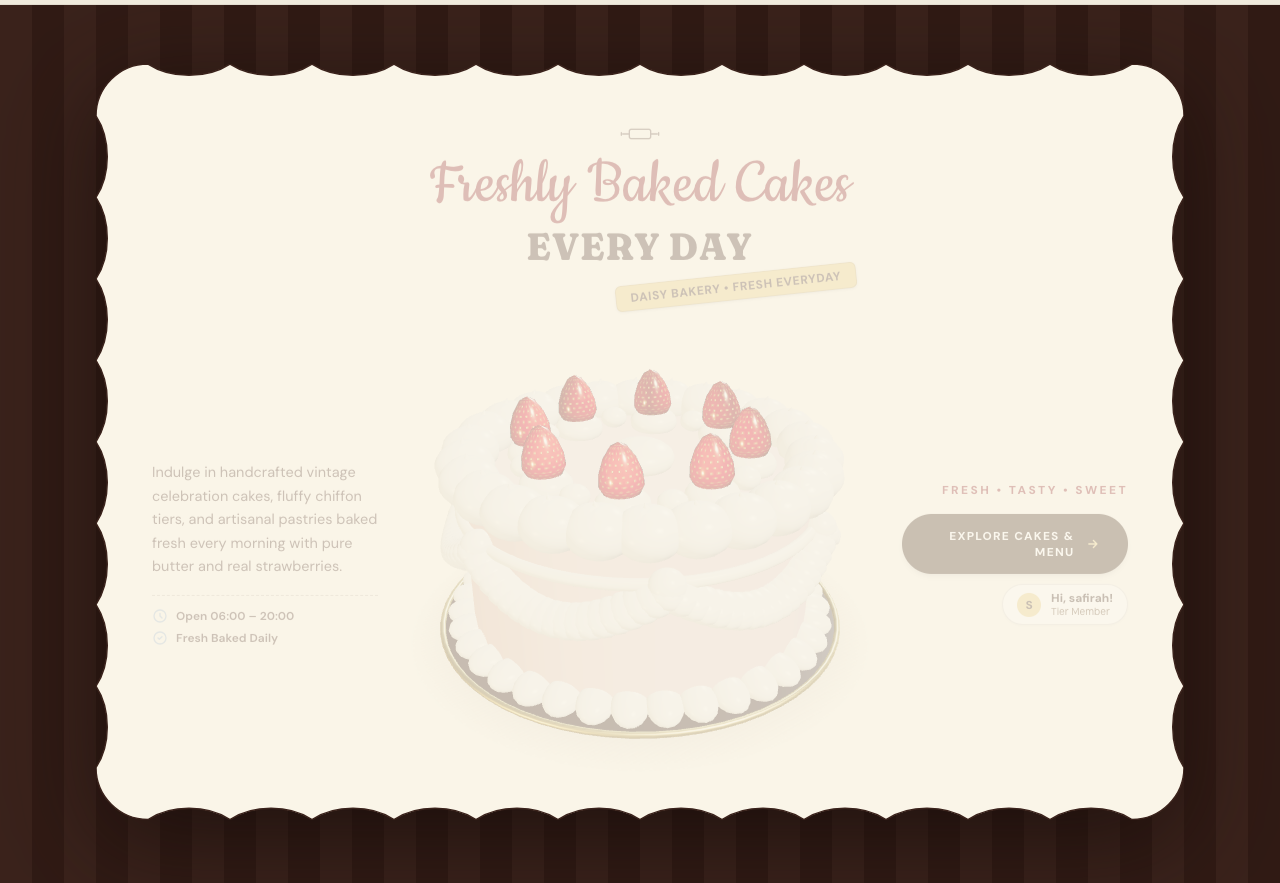 Freshly Baked Cakes
EVERY DAY
DAISY BAKERY • FRESH EVERYDAY
Indulge in handcrafted vintage
celebration cakes, fluffy chiffon
tiers, and artisanal pastries baked
fresh every morning with pure
butter and real strawberries.
Open 06:00 – 20:00
Fresh Baked Daily
FRESH • TASTY • SWEET
EXPLORE CAKES &
MENU →
S
Hi, safirah!
Tier Member